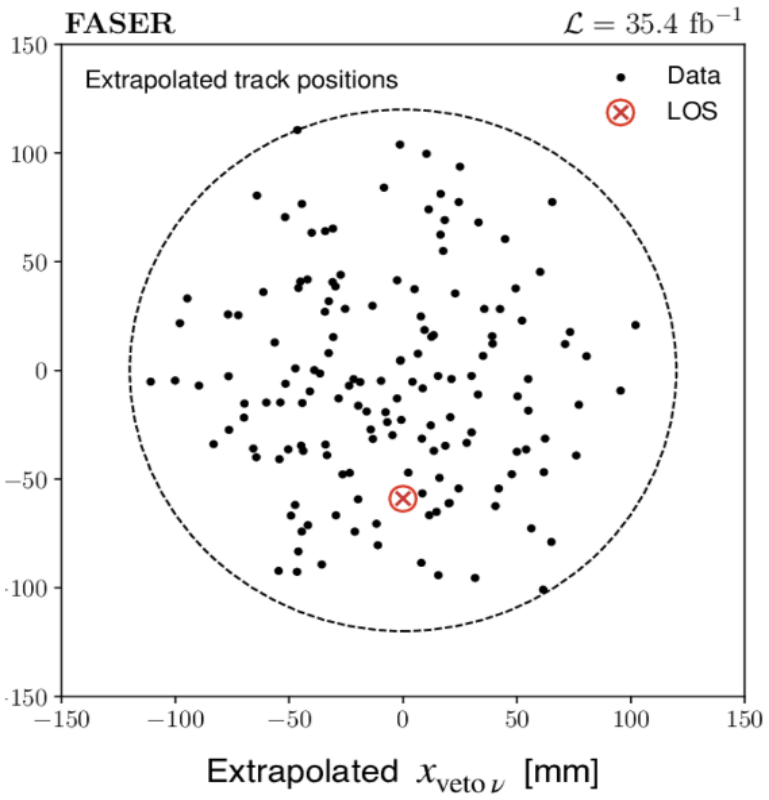 FASER
ℒ = 35.4 fb⁻¹
Extrapolated track positions
Data
LOS
150
100
50
0
−50
-100
-150
−150 −100 −50 0 50 100 150
Extrapolated x_veto ν [mm]